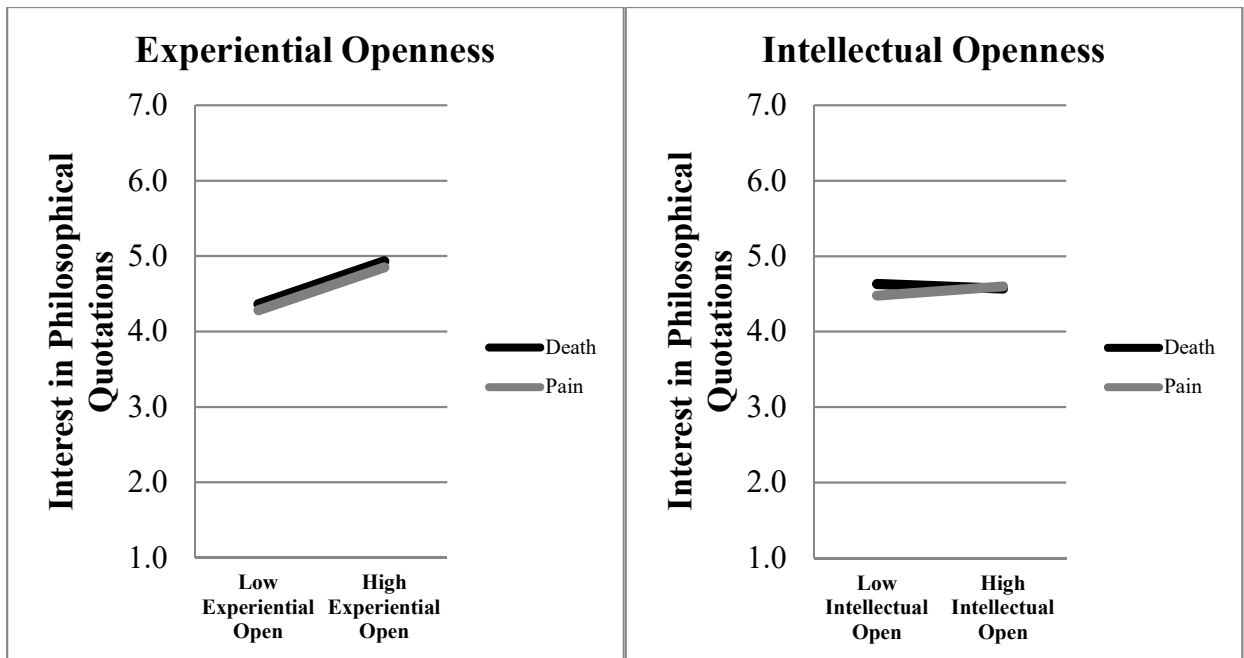 Experiential Openness
Interest in Philosophical
Quotations
7.0
6.0
5.0
4.0
3.0
2.0
1.0
Low
Experiential
Open
High
Experiential
Open
Death
Pain
Intellectual Openness
Interest in Philosophical
Quotations
7.0
6.0
5.0
4.0
3.0
2.0
1.0
Low
Intellectual
Open
High
Intellectual
Open
Death
Pain